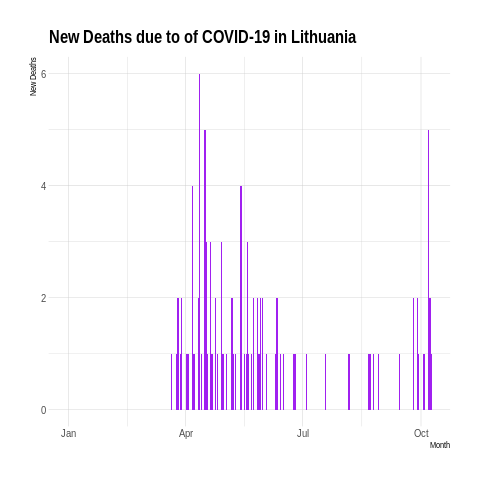 New Deaths due to of COVID-19 in Lithuania
New Deaths
6
4
2
0
Jan Apr Jul Oct
Month